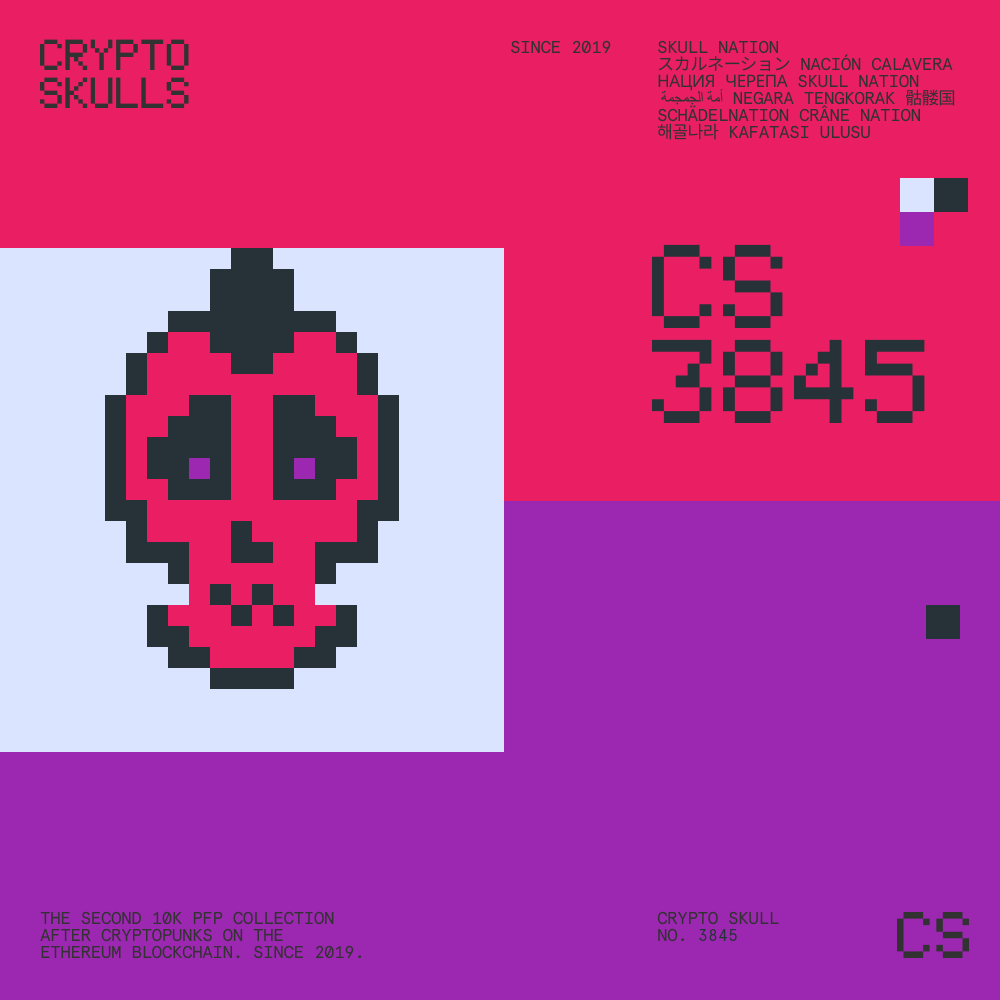 CRYPTO
SKULLS
SINCE 2019
SKULL NATION
スカルネーション NACIÓN CALAVERA
НАЦИЯ ЧЕРЕПА SKULL NATION
أمة الجمجمة NEGARA TENGKORAK 骷髅国
SCHÄDELNATION CRÂNE NATION
해골나라 KAFATASI ULUSU
CS
3845
THE SECOND 10K PFP COLLECTION
AFTER CRYPTOPUNKS ON THE
ETHEREUM BLOCKCHAIN. SINCE 2019.
CRYPTO SKULL
NO. 3845
CS